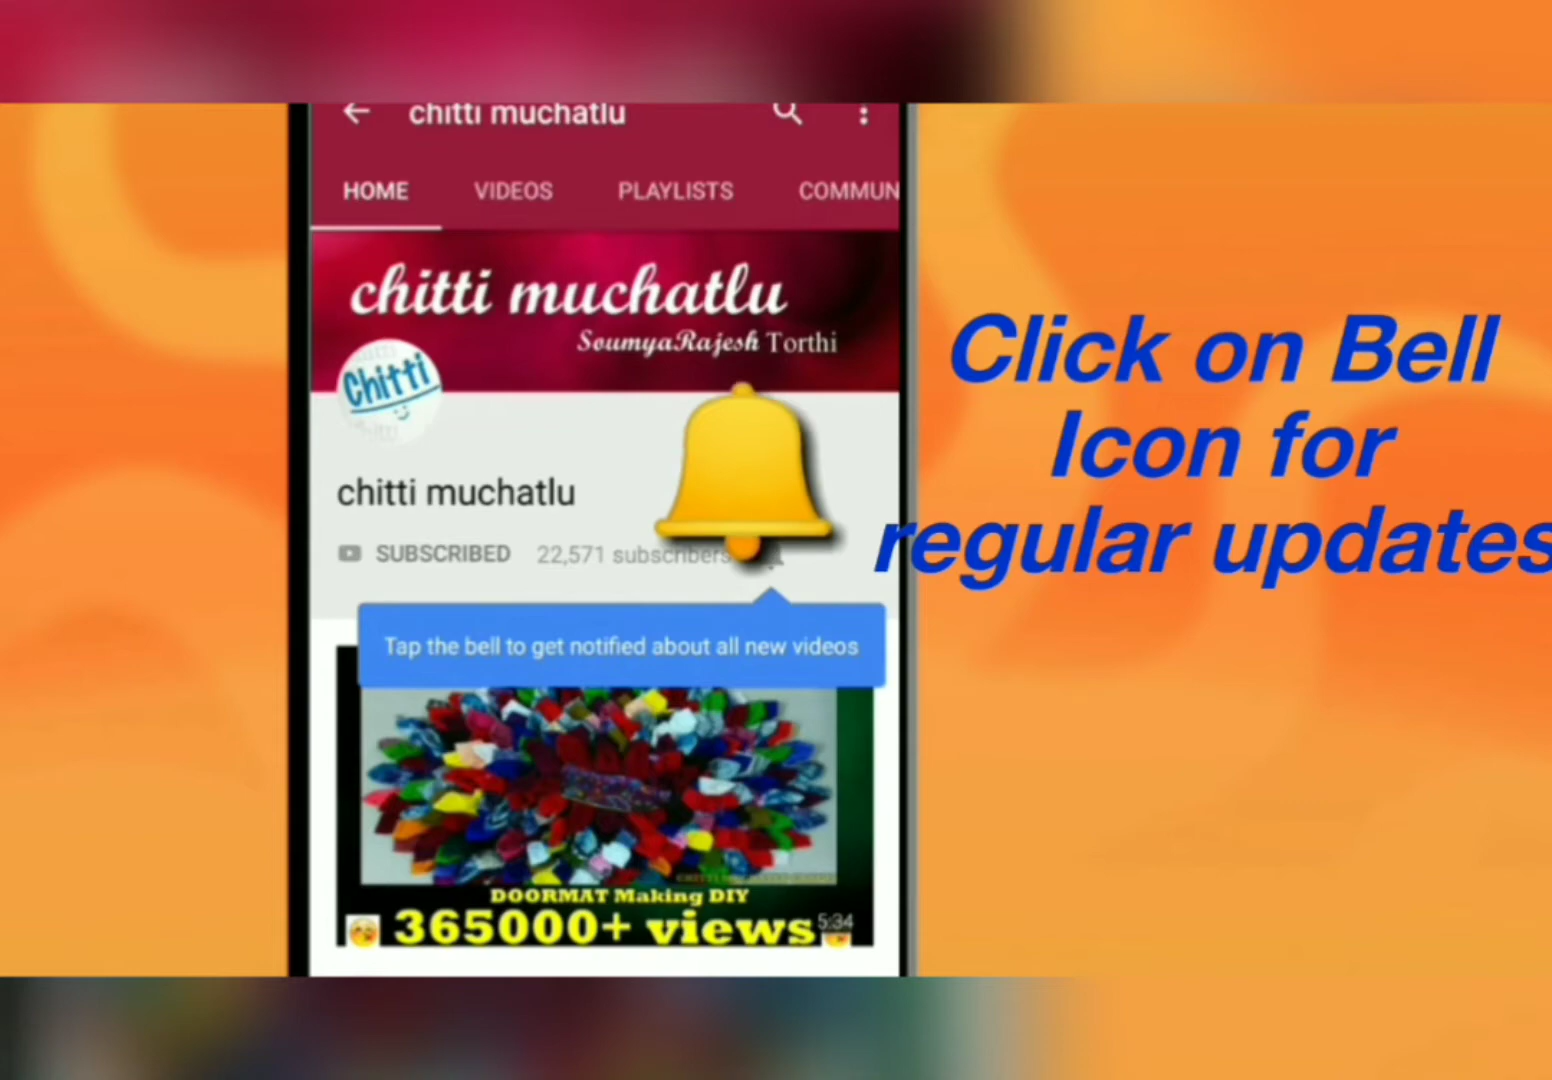 chitti muchatlu
HOME VIDEOS PLAYLISTS COMMUN
chitti muchatlu
SoumyaRajesh Torthi
Chitti
chitti muchatlu
SUBSCRIBED 22,571 subscribers
Tap the bell to get notified about all new videos
DOORMAT Making DIY
365000+ views
5:34
Click on Bell
Icon for
regular updates